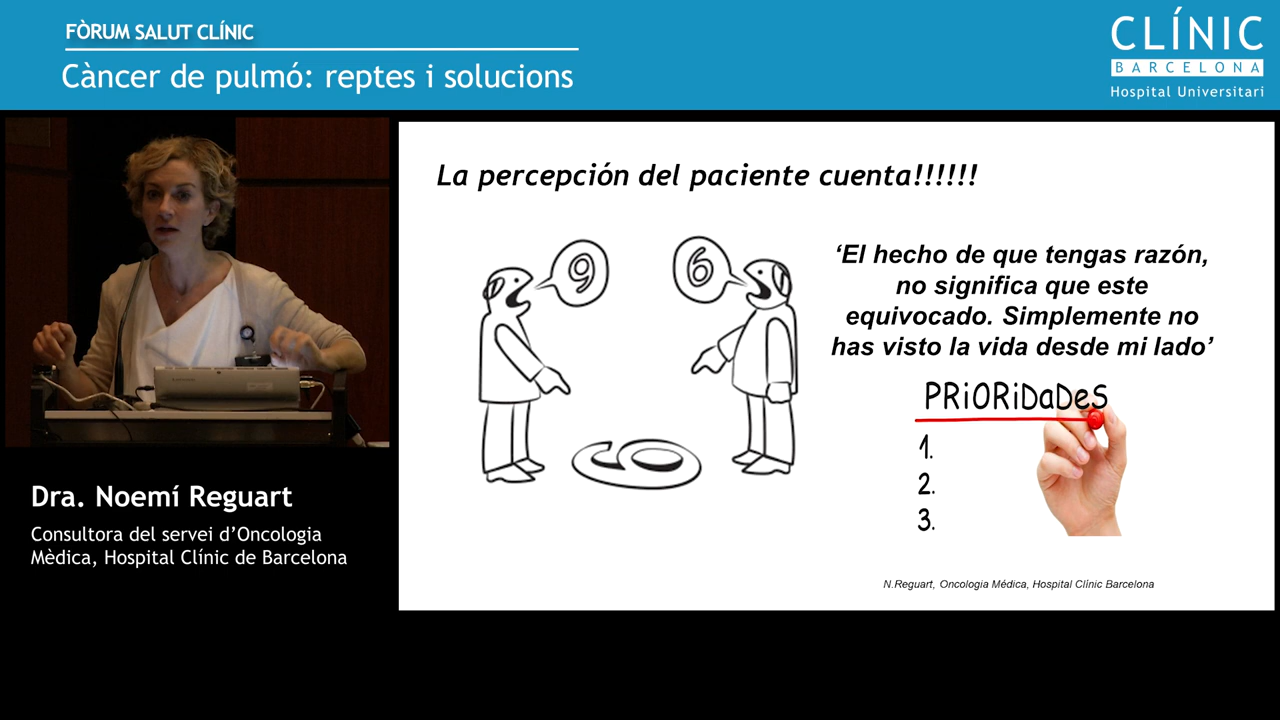 FÒRUM SALUT CLÍNIC
Càncer de pulmó: reptes i solucions
CLÍNIC
BARCELONA
Hospital Universitari
La percepción del paciente cuenta!!!!!!
9
6
‘El hecho de que tengas razón,
no significa que este
equivocado. Simplemente no
has visto la vida desde mi lado’
PRiORiDaDeS
1.
2.
3.
N.Reguart, Oncologia Médica, Hospital Clínic Barcelona
Dra. Noemí Reguart
Consultora del servei d’Oncologia
Mèdica, Hospital Clínic de Barcelona